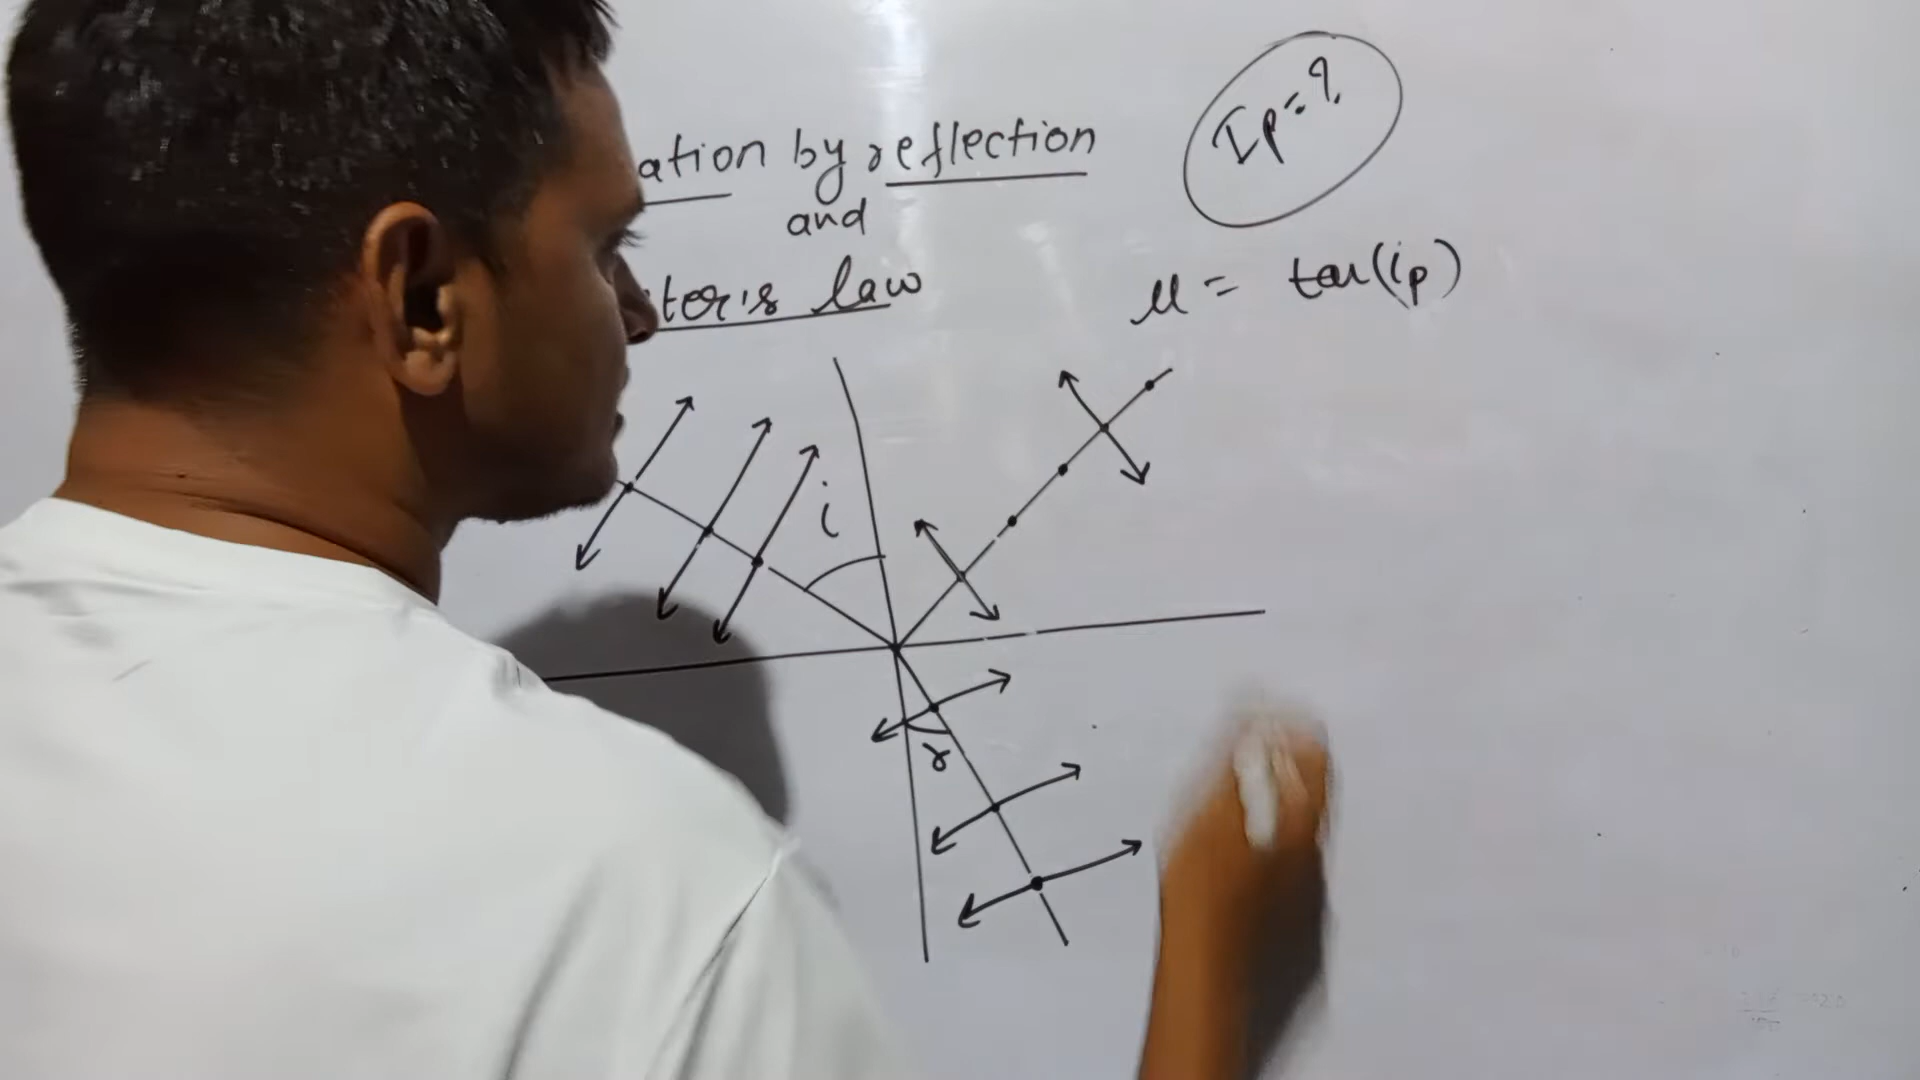 Ip = ?
ation by reflection
and
ter's law
μ = tan(ip)
i
r